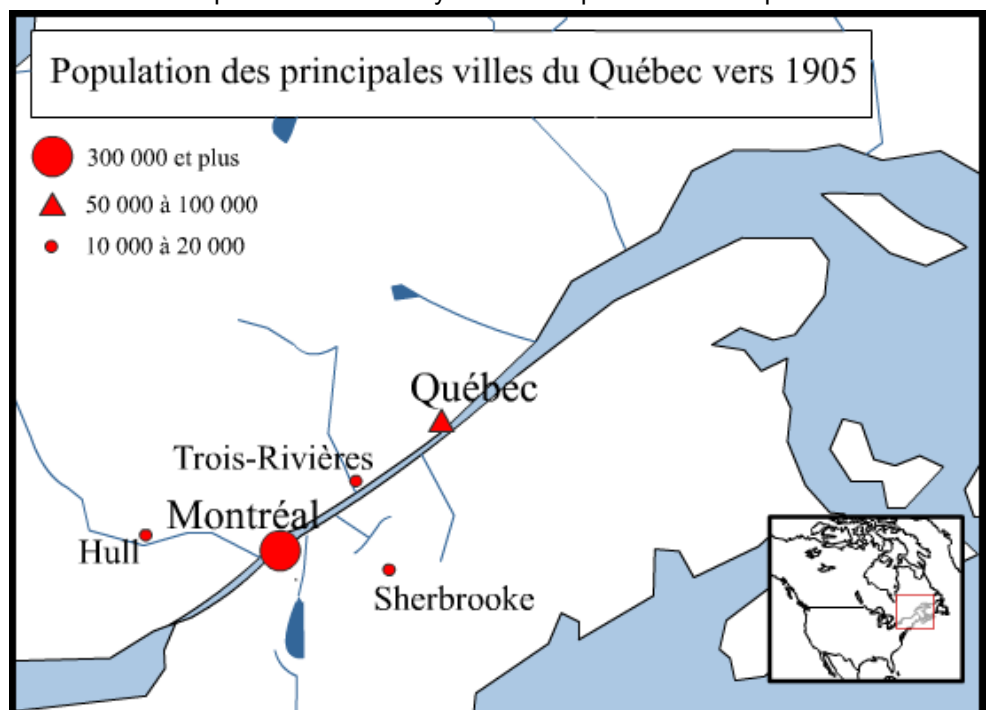 Population des principales villes du Québec vers 1905
300 000 et plus
50 000 à 100 000
10 000 à 20 000
Québec
Trois-Rivières
Montréal
Hull
Sherbrooke